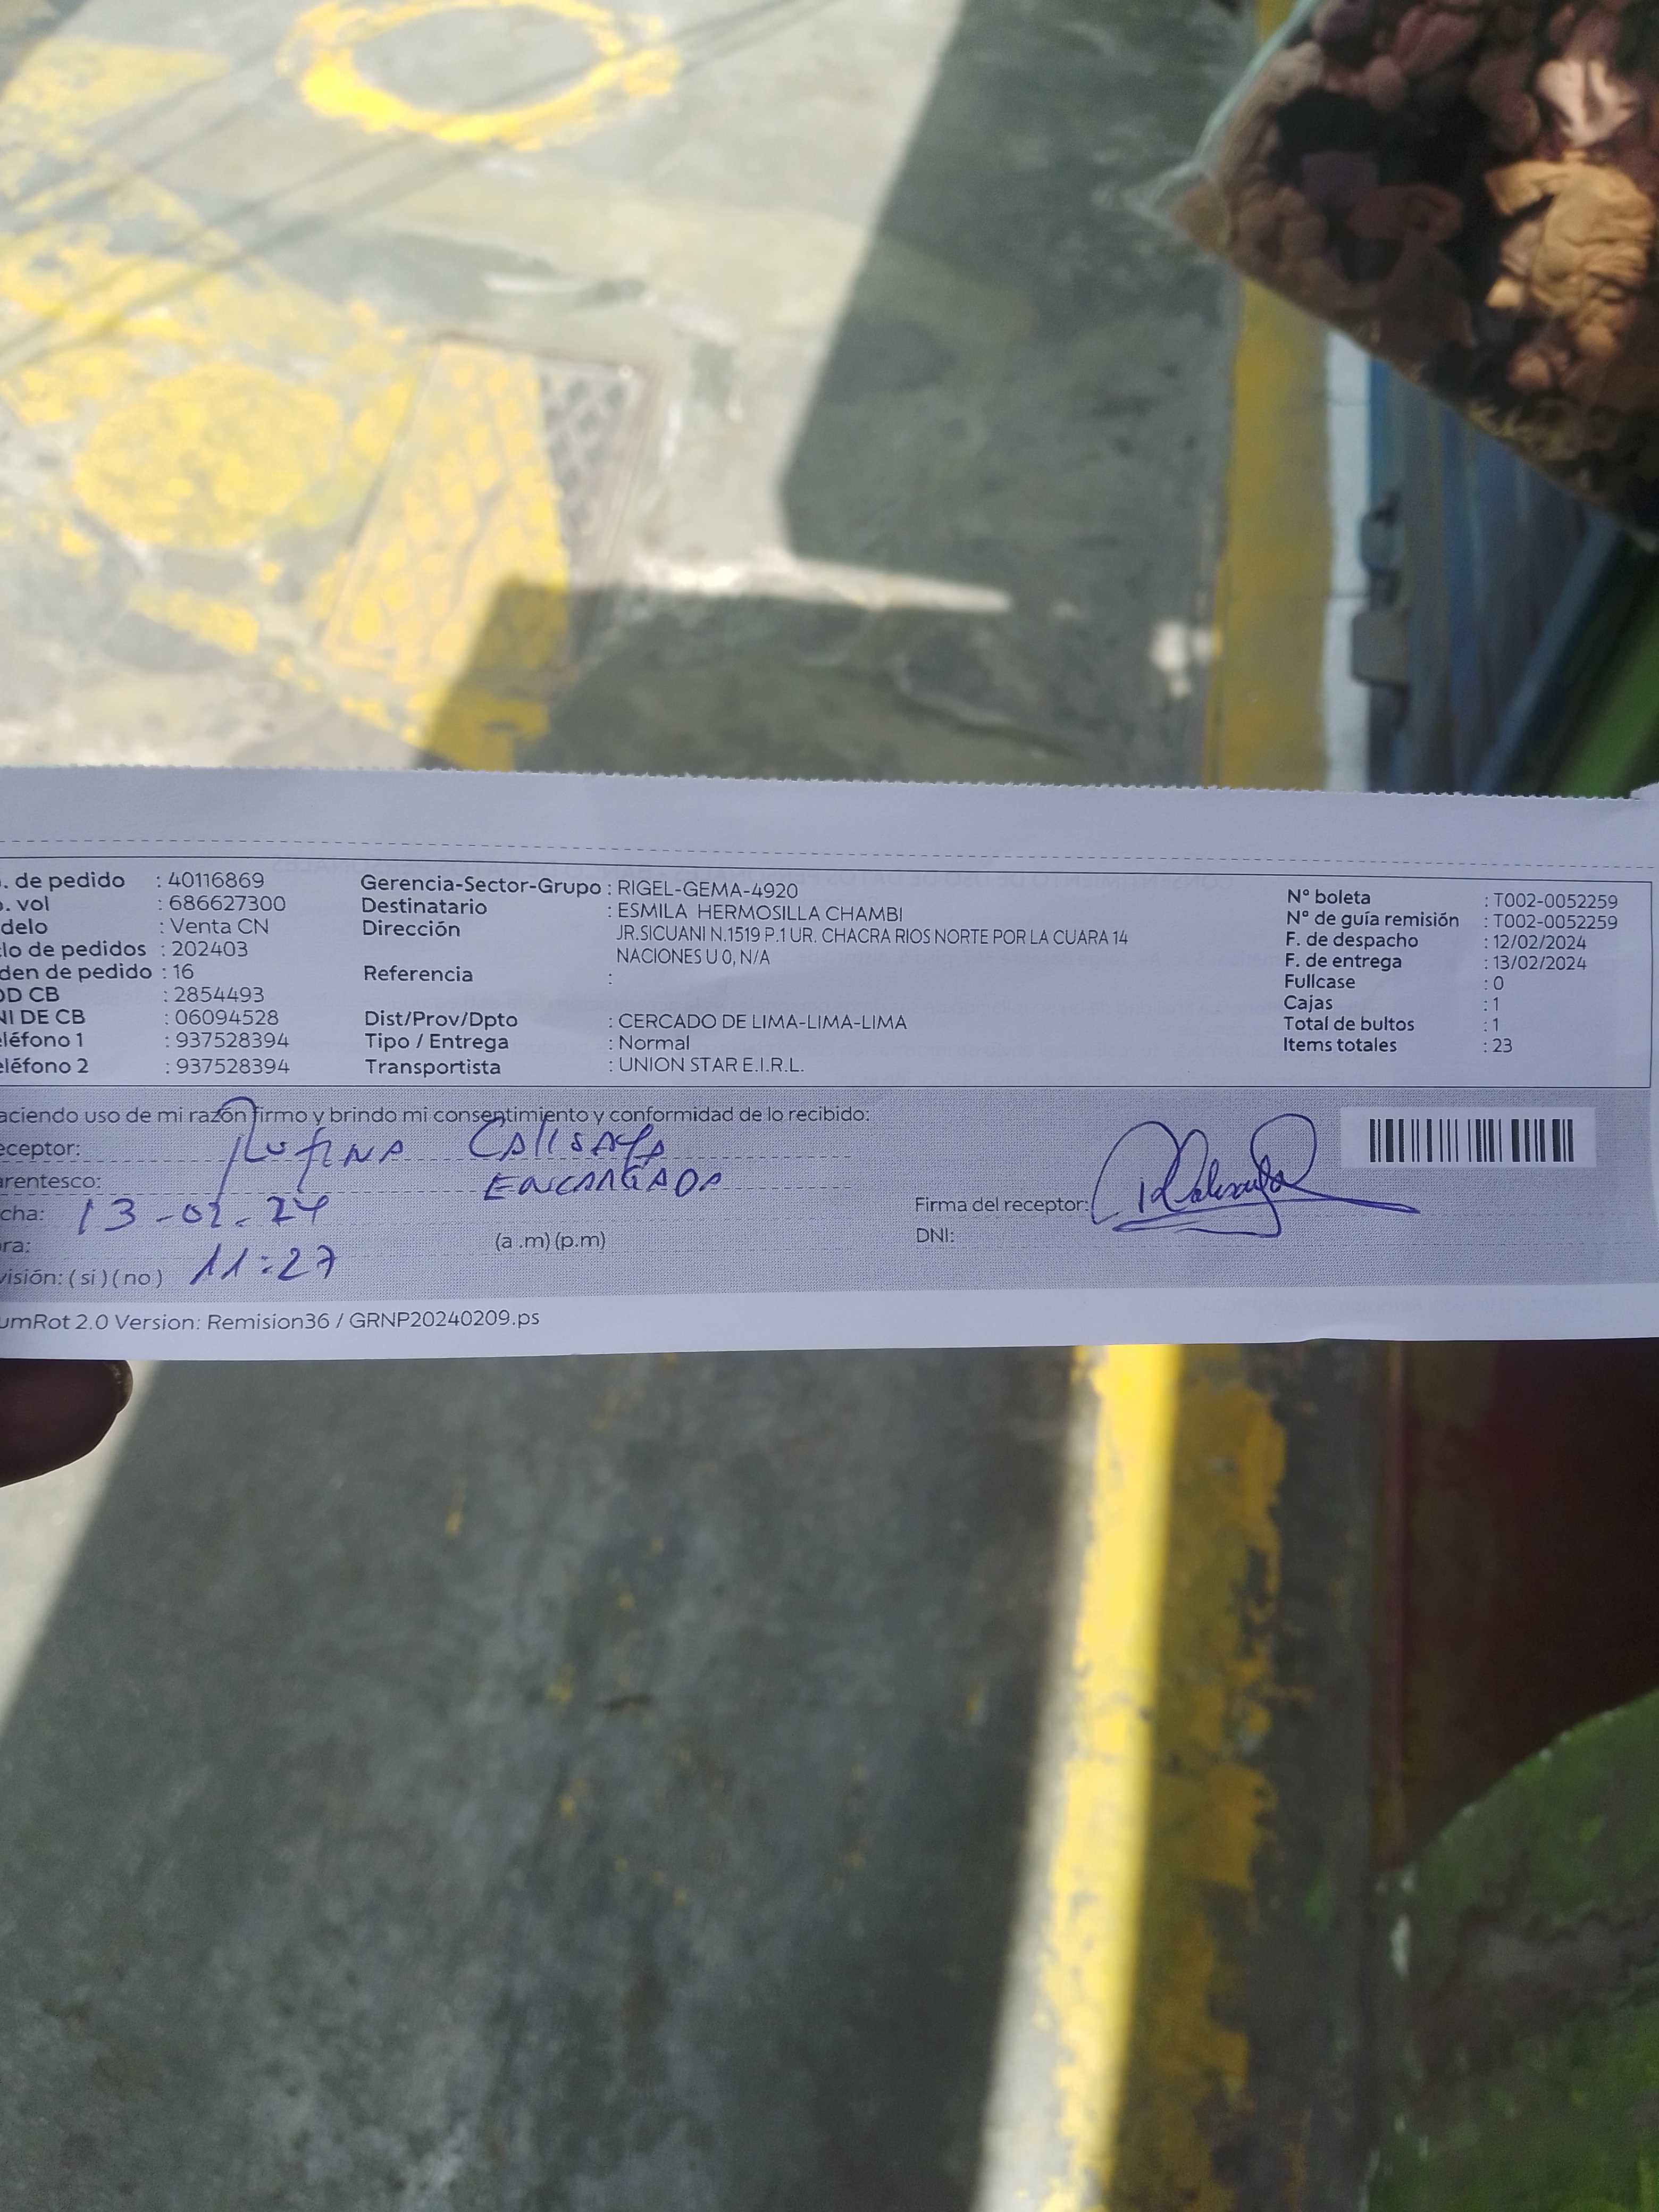 . de pedido : 40116869 Gerencia-Sector-Grupo : RIGEL-GEMA-4920 Nº boleta : T002-0052259
. vol : 686627300 Destinatario : ESMILA HERMOSILLA CHAMBI Nº de guía remisión : T002-0052259
delo : Venta CN Dirección JR.SICUANI N.1519 P.1 UR. CHACRA RIOS NORTE POR LA CUARA 14 F. de despacho : 12/02/2024
lo de pedidos : 202403 NACIONES U 0, N/A F. de entrega : 13/02/2024
den de pedido : 16 Referencia : Fullcase : 0
D CB : 2854493 Cajas : 1
NI DE CB : 06094528 Dist/Prov/Dpto : CERCADO DE LIMA-LIMA-LIMA Total de bultos : 1
eléfono 1 : 937528394 Tipo / Entrega : Normal Items totales : 23
eléfono 2 : 937528394 Transportista : UNION STAR E.I.R.L.
aciendo uso de mi razón firmo y brindo mi consentimiento y conformidad de lo recibido:
eceptor: Rufina Callsaya
arentesco: ENCARGADA
cha: 13-02-24 Firma del receptor:
ra: 11:27 (a .m) (p.m) DNI:
visión: ( si ) ( no )
umRot 2.0 Version: Remision36 / GRNP20240209.ps